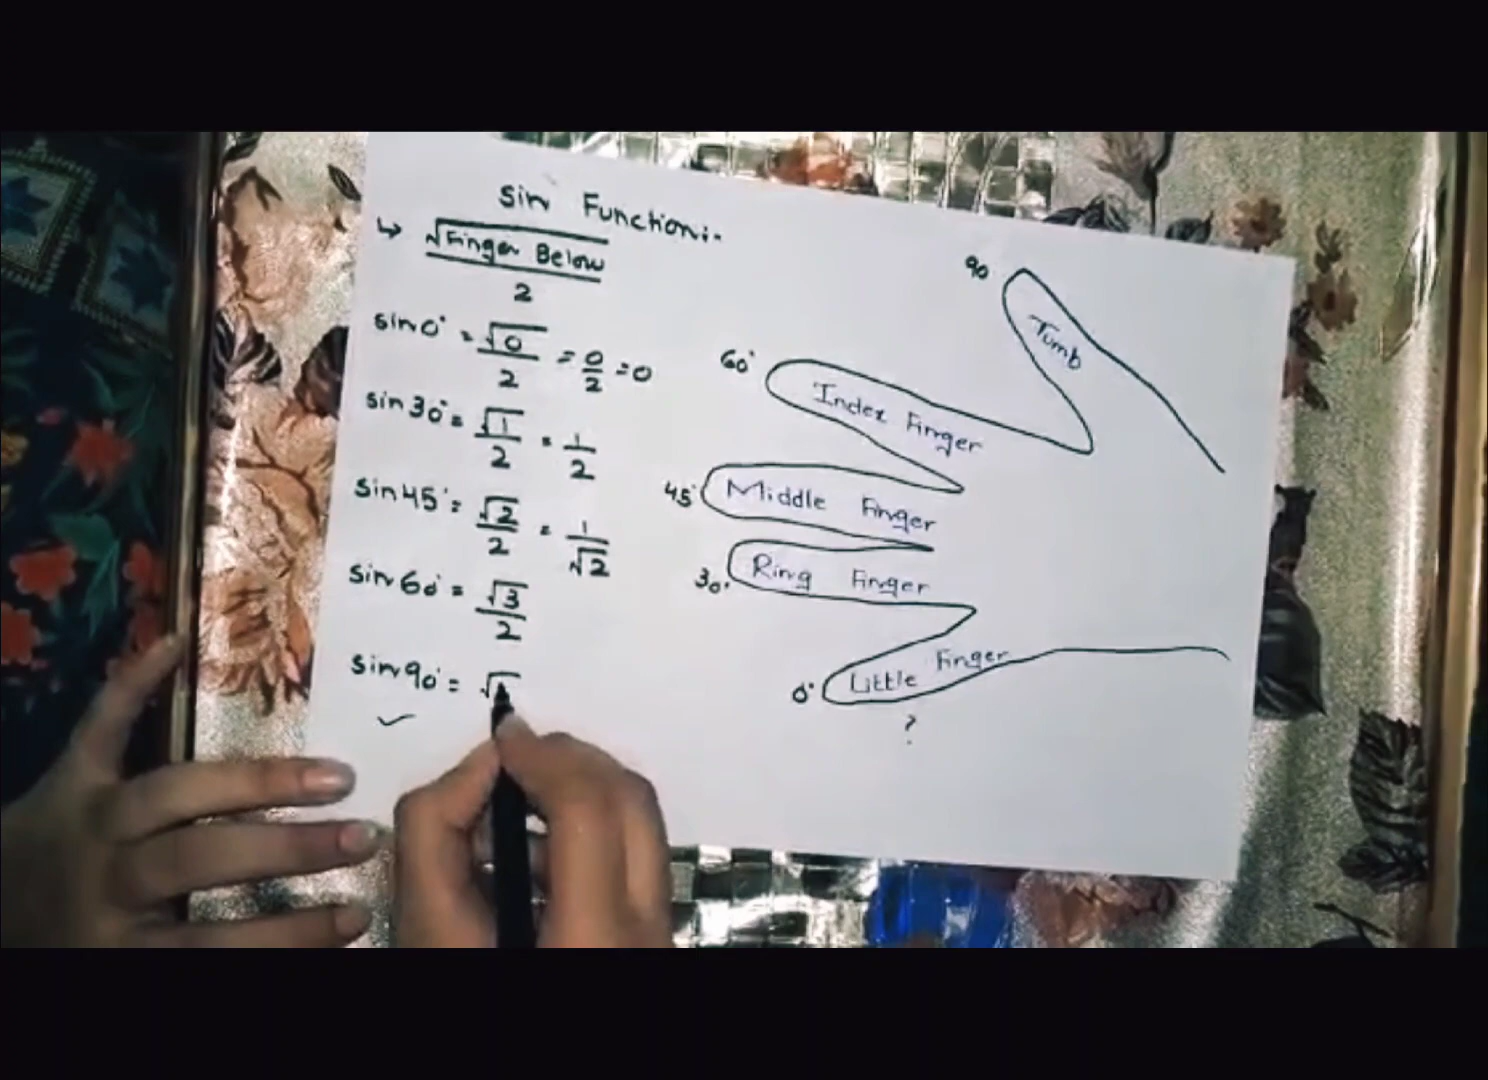 Sin Function:-
↳ √Finger Below / 2
sin0° = √0/2 = 0/2 = 0
sin30° = √1/2 = 1/2
sin45° = √2/2 = 1/√2
sin60° = √3/2
sin90° = √
✓
90
Tumb
60°
Index Finger
45°
Middle Finger
30°
Ring Finger
0°
Little Finger
?